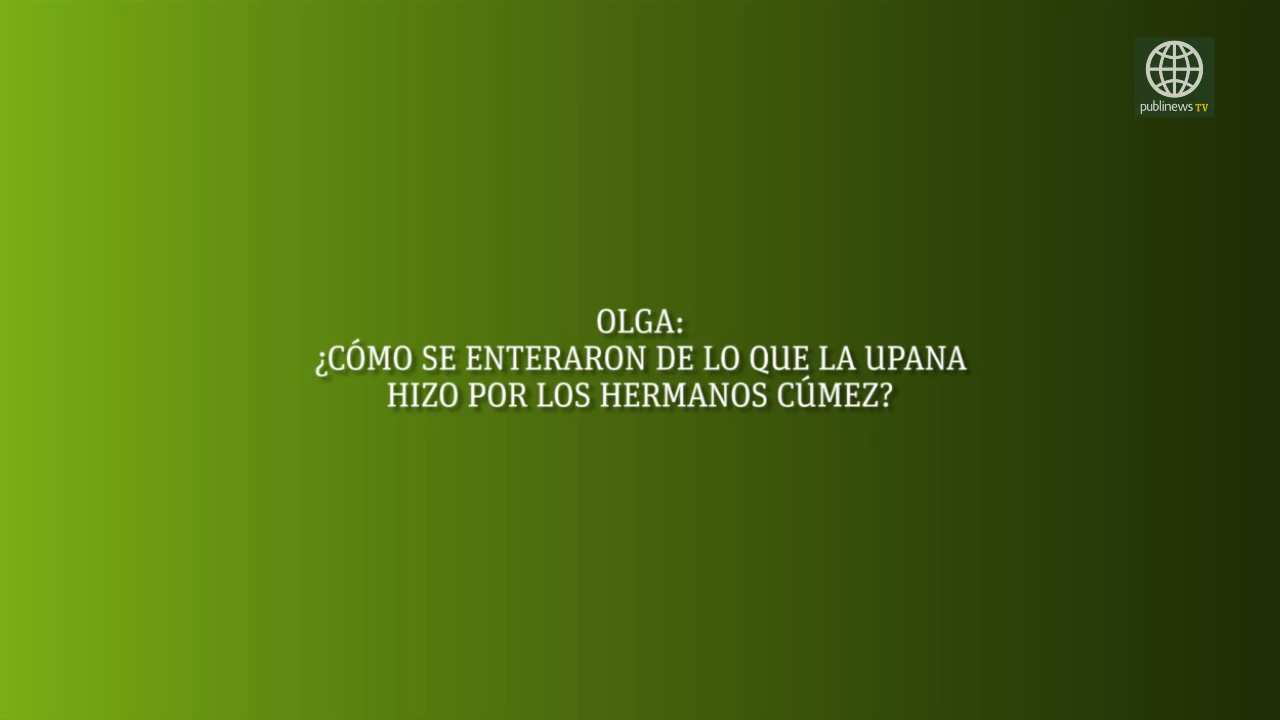 publinews TV
OLGA:
¿CÓMO SE ENTERARON DE LO QUE LA UPANA
HIZO POR LOS HERMANOS CÚMEZ?